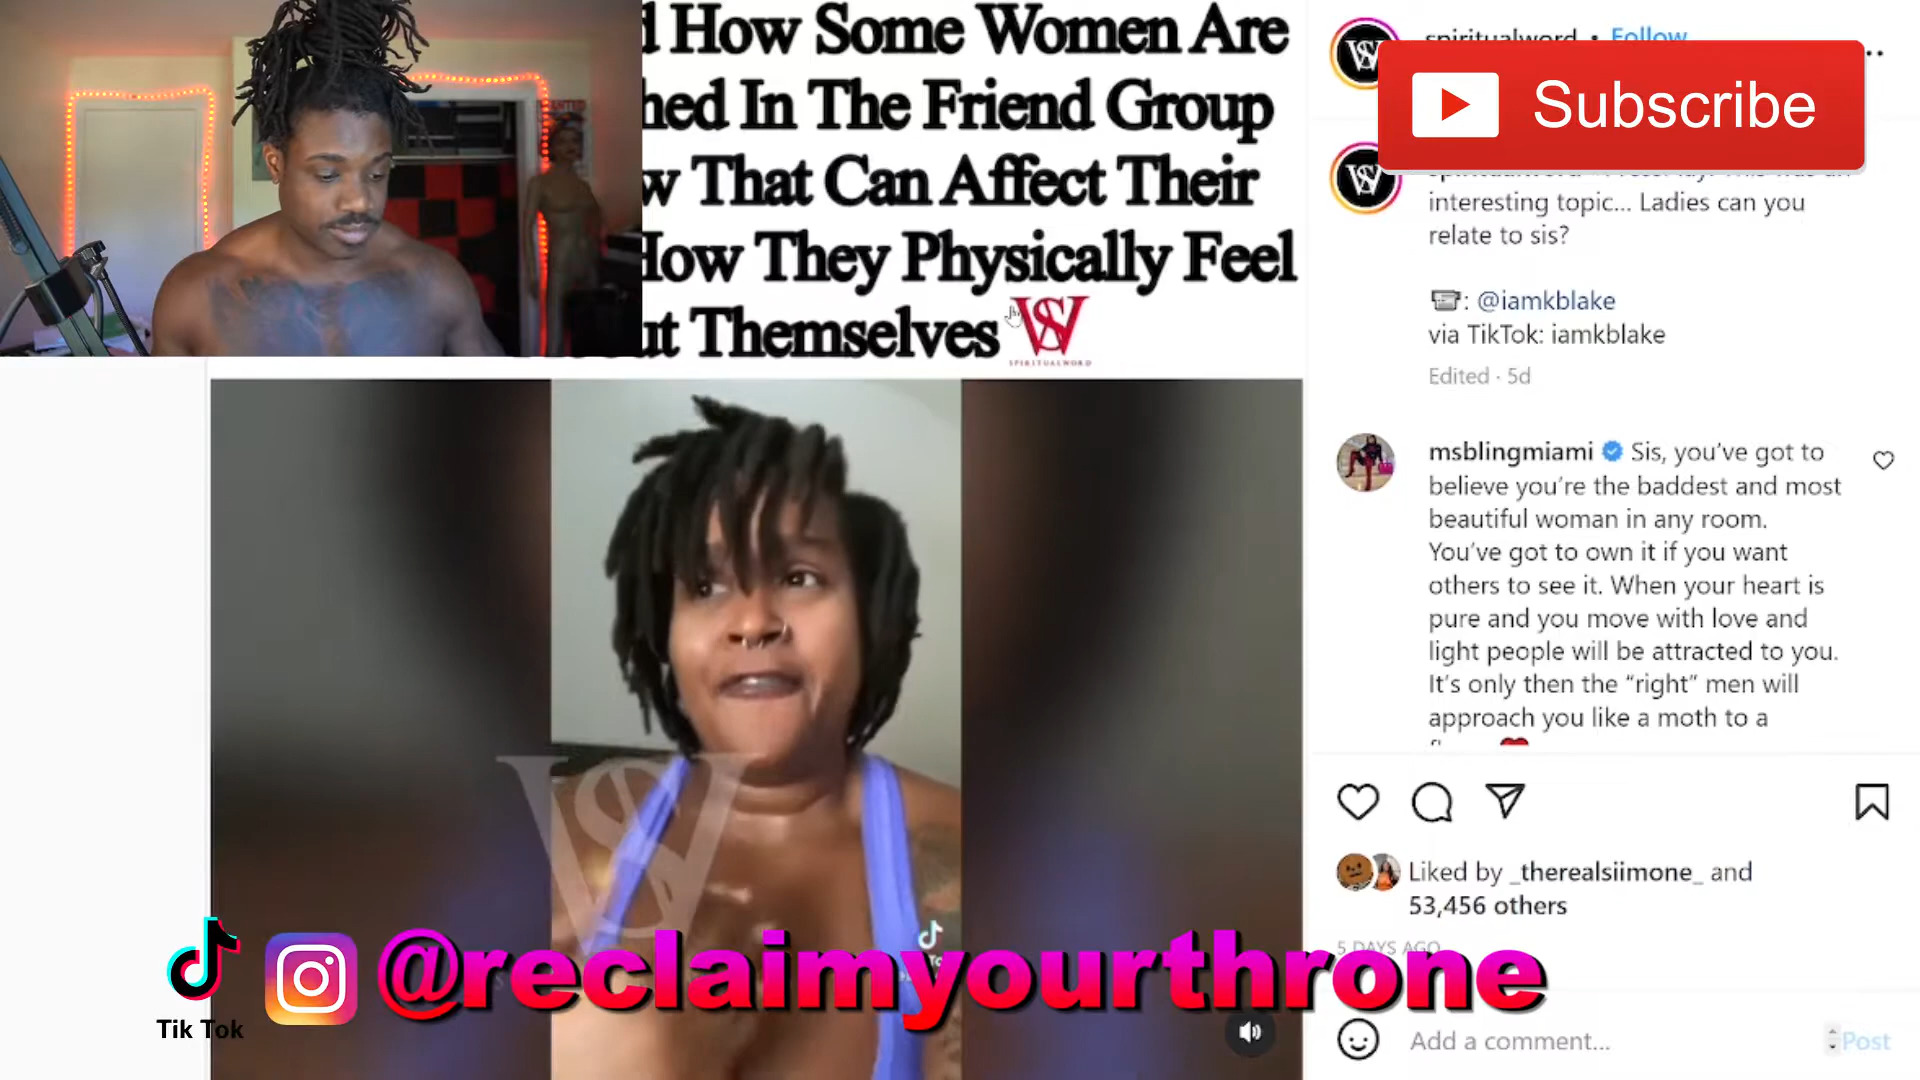 How Some Women Are
In The Friend Group
That Can Affect Their
How They Physically Feel
Themselves
SPIRITUALWORD
spiritualword • Follow
Subscribe
interesting topic... Ladies can you
relate to sis?
: @iamkblake
via TikTok: iamkblake
Edited · 5d
msblingmiami Sis, you've got to
believe you're the baddest and most
beautiful woman in any room.
You've got to own it if you want
others to see it. When your heart is
pure and you move with love and
light people will be attracted to you.
It's only then the “right” men will
approach you like a moth to a
Liked by _therealsiimone_ and
53,456 others
5 DAYS AGO
@reclaimyourthrone
Tik Tok
Add a comment...
Post